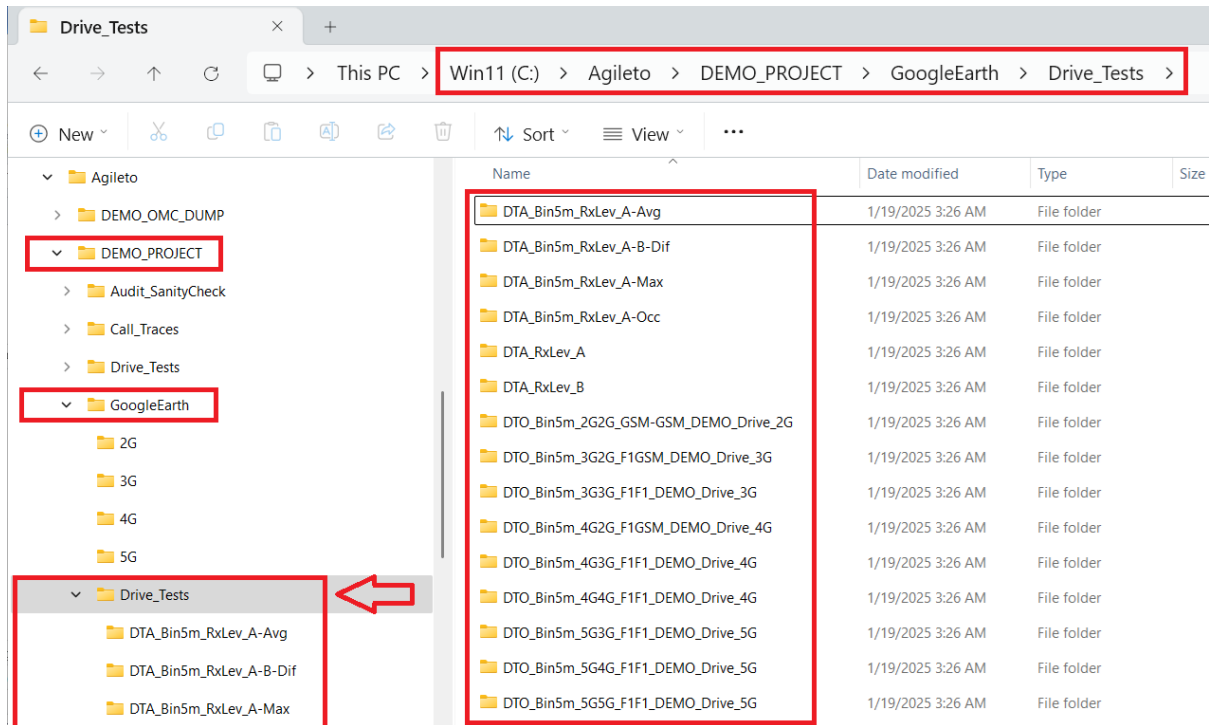 Drive_Tests
This PC > Win11 (C:) > Agileto > DEMO_PROJECT > GoogleEarth > Drive_Tests >
New Sort View
Agileto
DEMO_OMC_DUMP
DEMO_PROJECT
Audit_SanityCheck
Call_Traces
Drive_Tests
GoogleEarth
2G
3G
4G
5G
Drive_Tests
DTA_Bin5m_RxLev_A-Avg
DTA_Bin5m_RxLev_A-B-Dif
DTA_Bin5m_RxLev_A-Max
Name Date modified Type Size
DTA_Bin5m_RxLev_A-Avg 1/19/2025 3:26 AM File folder
DTA_Bin5m_RxLev_A-B-Dif 1/19/2025 3:26 AM File folder
DTA_Bin5m_RxLev_A-Max 1/19/2025 3:26 AM File folder
DTA_Bin5m_RxLev_A-Occ 1/19/2025 3:26 AM File folder
DTA_RxLev_A 1/19/2025 3:26 AM File folder
DTA_RxLev_B 1/19/2025 3:26 AM File folder
DTO_Bin5m_2G2G_GSM-GSM_DEMO_Drive_2G 1/19/2025 3:26 AM File folder
DTO_Bin5m_3G2G_F1GSM_DEMO_Drive_3G 1/19/2025 3:26 AM File folder
DTO_Bin5m_3G3G_F1F1_DEMO_Drive_3G 1/19/2025 3:26 AM File folder
DTO_Bin5m_4G2G_F1GSM_DEMO_Drive_4G 1/19/2025 3:26 AM File folder
DTO_Bin5m_4G3G_F1F1_DEMO_Drive_4G 1/19/2025 3:26 AM File folder
DTO_Bin5m_4G4G_F1F1_DEMO_Drive_4G 1/19/2025 3:26 AM File folder
DTO_Bin5m_5G3G_F1F1_DEMO_Drive_5G 1/19/2025 3:26 AM File folder
DTO_Bin5m_5G4G_F1F1_DEMO_Drive_5G 1/19/2025 3:26 AM File folder
DTO_Bin5m_5G5G_F1F1_DEMO_Drive_5G 1/19/2025 3:26 AM File folder